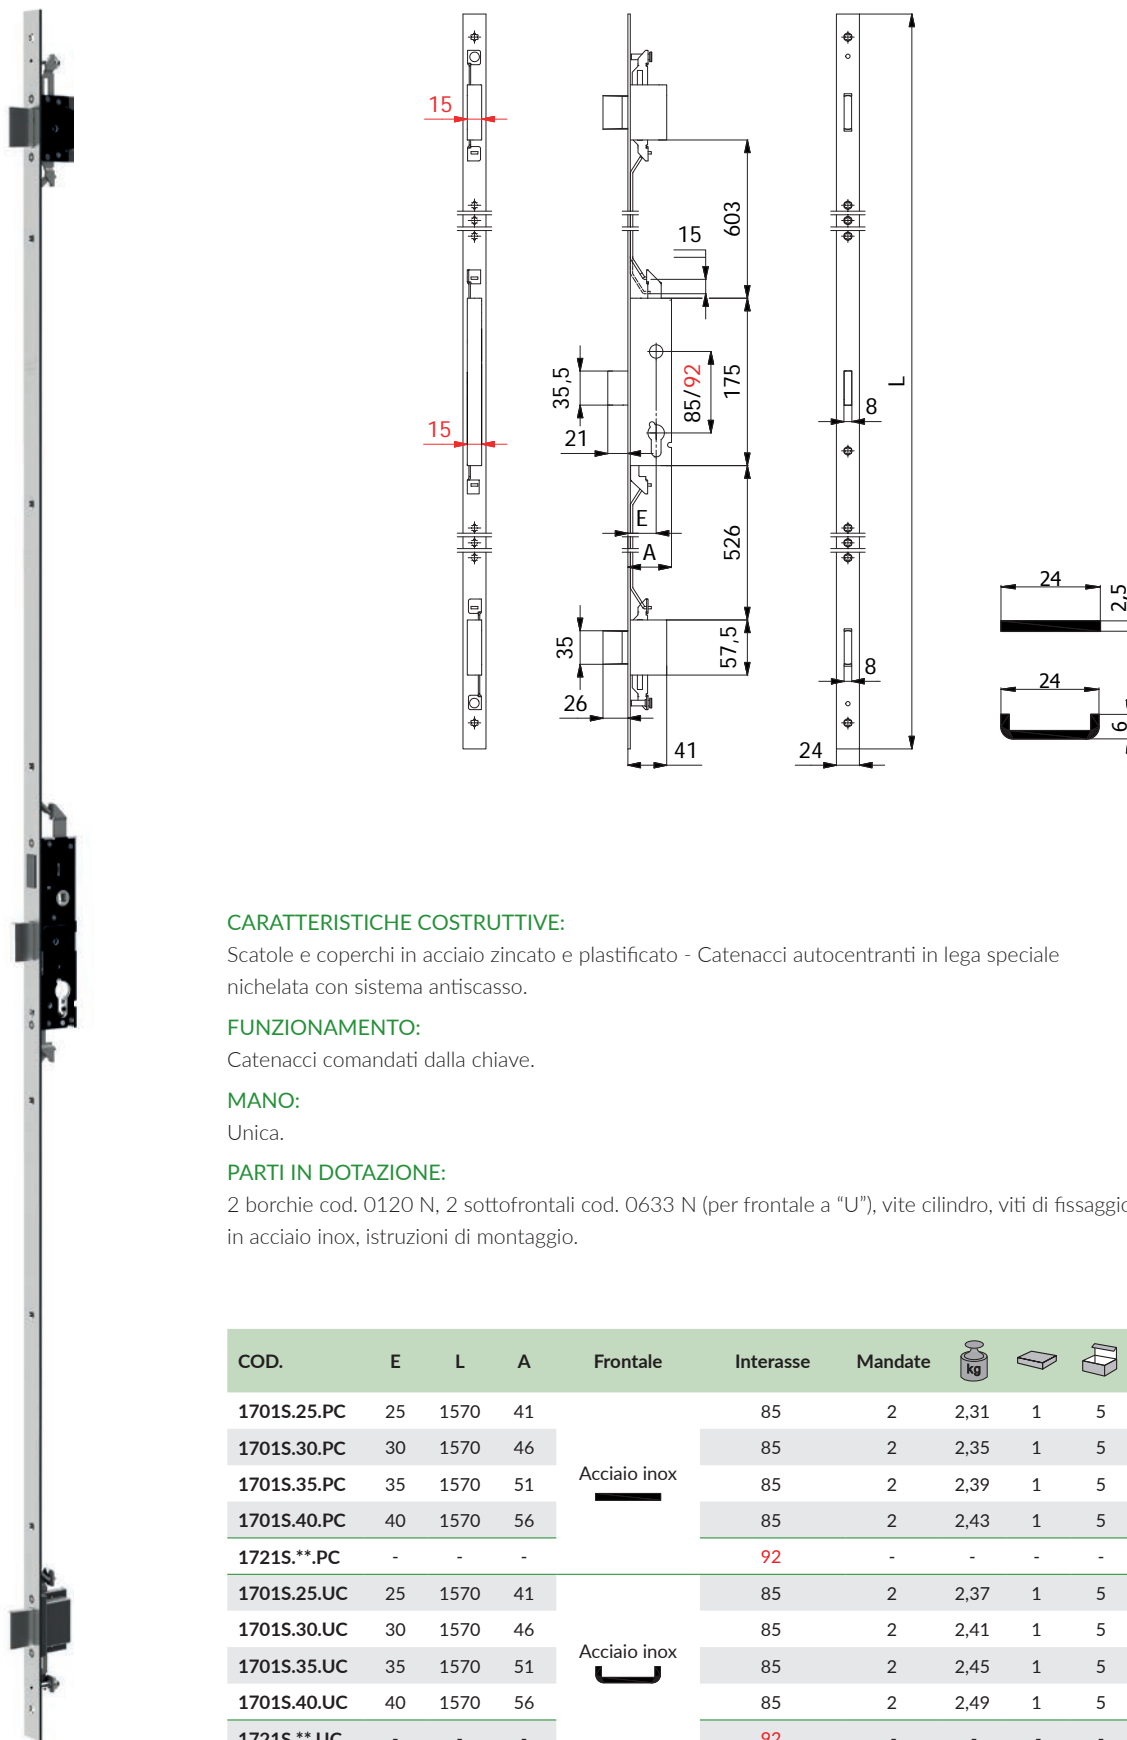 15
603
15
35,5
85/92
175
L
8
15
21
E
526
A
24
2,5
35
57,5
8
24
6
26
41
24
CARATTERISTICHE COSTRUTTIVE:
Scatole e coperchi in acciaio zincato e plastificato - Catenacci autocentranti in lega speciale
nichelata con sistema antiscasso.
FUNZIONAMENTO:
Catenacci comandati dalla chiave.
MANO:
Unica.
PARTI IN DOTAZIONE:
2 borchie cod. 0120 N, 2 sottofrontali cod. 0633 N (per frontale a “U”), vite cilindro, viti di fissaggio
in acciaio inox, istruzioni di montaggio.
COD. E L A Frontale Interasse Mandate kg
1701S.25.PC 25 1570 41 85 2 2,31 1 5
1701S.30.PC 30 1570 46 85 2 2,35 1 5
Acciaio inox
1701S.35.PC 35 1570 51 85 2 2,39 1 5
1701S.40.PC 40 1570 56 85 2 2,43 1 5
1721S.**.PC - - - 92 - - - -
1701S.25.UC 25 1570 41 85 2 2,37 1 5
1701S.30.UC 30 1570 46 85 2 2,41 1 5
Acciaio inox
1701S.35.UC 35 1570 51 85 2 2,45 1 5
1701S.40.UC 40 1570 56 85 2 2,49 1 5
1721S.**.UC - - - 92 - - - -